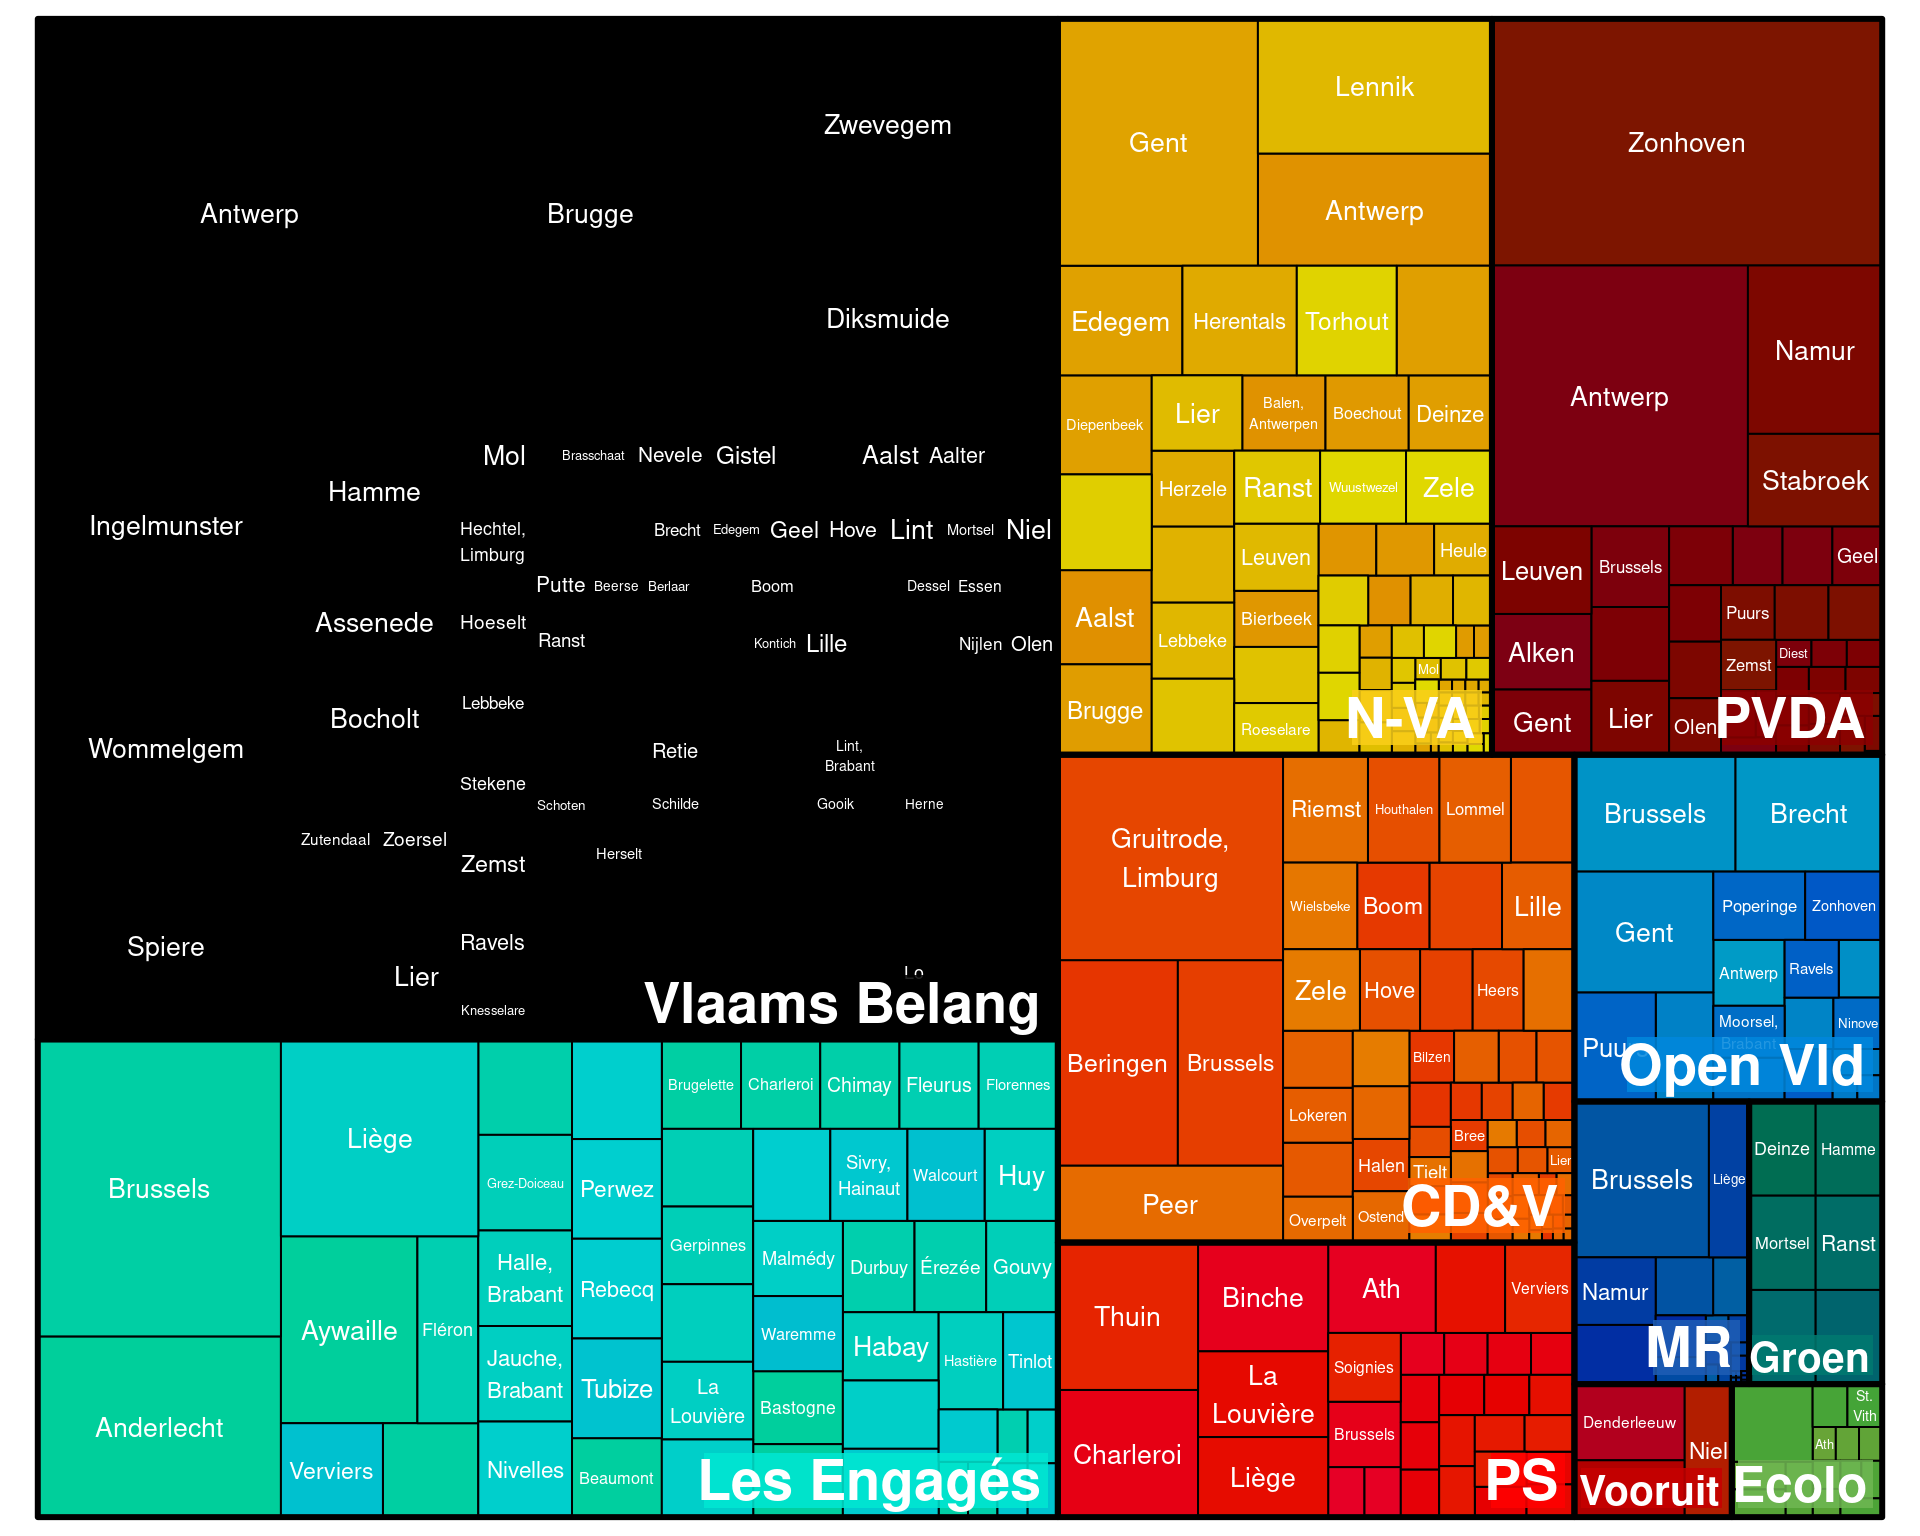 Zwevegem
Antwerp
Brugge
Diksmuide
Mol
Brasschaat
Nevele
Gistel
Aalst
Aalter
Hamme
Ingelmunster
Hechtel,
Limburg
Brecht
Edegem
Geel
Hove
Lint
Mortsel
Niel
Putte
Beerse
Berlaar
Boom
Dessel
Essen
Assenede
Hoeselt
Ranst
Kontich
Lille
Nijlen
Olen
Lebbeke
Bocholt
Wommelgem
Retie
Lint,
Brabant
Stekene
Schoten
Schilde
Gooik
Herne
Zutendaal
Zoersel
Zemst
Herselt
Spiere
Ravels
Lier
Knesselare
Lo
Vlaams Belang
Gent
Lennik
Antwerp
Edegem
Herentals
Torhout
Diepenbeek
Lier
Balen,
Antwerpen
Boechout
Deinze
Herzele
Ranst
Wuustwezel
Zele
Leuven
Heule
Aalst
Bierbeek
Lebbeke
Mol
Brugge
Roeselare
N-VA
Zonhoven
Antwerp
Namur
Stabroek
Leuven
Brussels
Geel
Puurs
Alken
Diest
Zemst
Gent
Lier
Olen
PVDA
Brussels
Liège
Grez-Doiceau
Perwez
Brugelette
Charleroi
Chimay
Fleurus
Florennes
Sivry,
Hainaut
Walcourt
Huy
Gerpinnes
Malmédy
Durbuy
Érezée
Gouvy
Halle,
Brabant
Rebecq
Aywaille
Fléron
Waremme
Habay
Hastière
Tinlot
Jauche,
Brabant
Tubize
La
Louvière
Bastogne
Anderlecht
Verviers
Nivelles
Beaumont
Les Engagés
Gruitrode,
Limburg
Riemst
Houthalen
Lommel
Wielsbeke
Boom
Lille
Zele
Hove
Heers
Beringen
Brussels
Bilzen
Lokeren
Bree
Halen
Tielt
Lier
Peer
Overpelt
Ostend
CD&V
Brussels
Brecht
Gent
Poperinge
Zonhoven
Antwerp
Ravels
Moorsel,
Brabant
Ninove
Open Vld
Brussels
Liège
Namur
MR
Deinze
Hamme
Mortsel
Ranst
Groen
Thuin
Binche
Ath
Verviers
La
Louvière
Soignies
Brussels
Charleroi
Liège
PS
Denderleeuw
Niel
Vooruit
St.
Vith
Ath
Ecolo